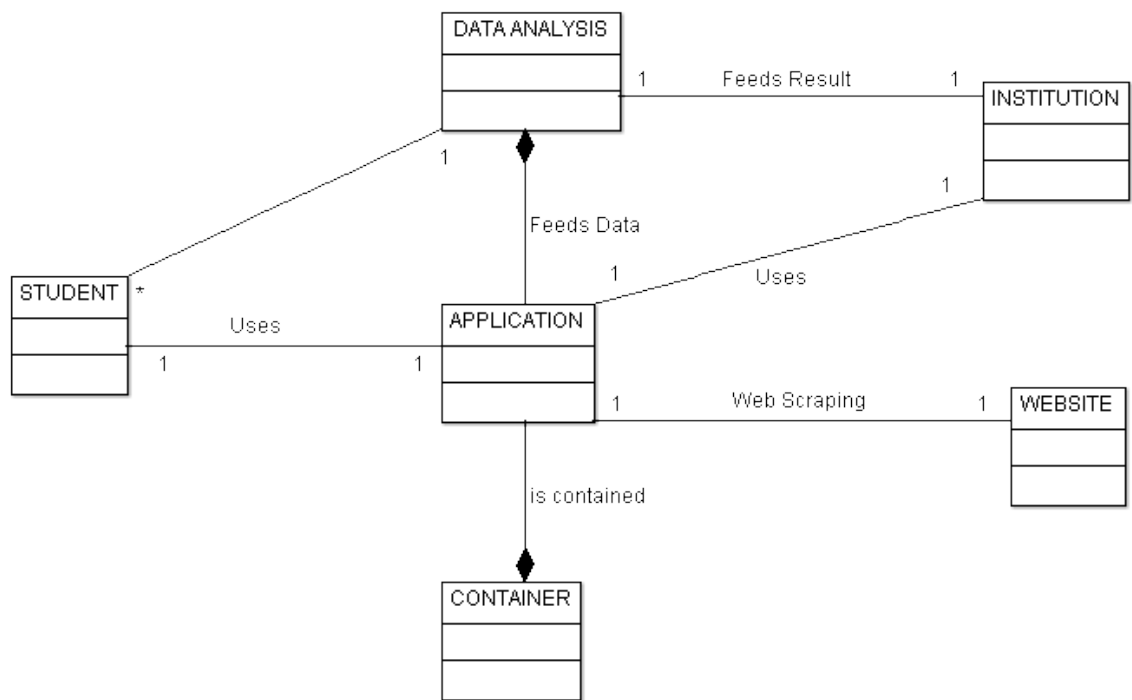 DATA ANALYSIS
1 Feeds Result 1
INSTITUTION
1
1
Feeds Data
1 Uses
STUDENT
*
Uses
1 1
APPLICATION
1 Web Scraping 1
WEBSITE
is contained
CONTAINER